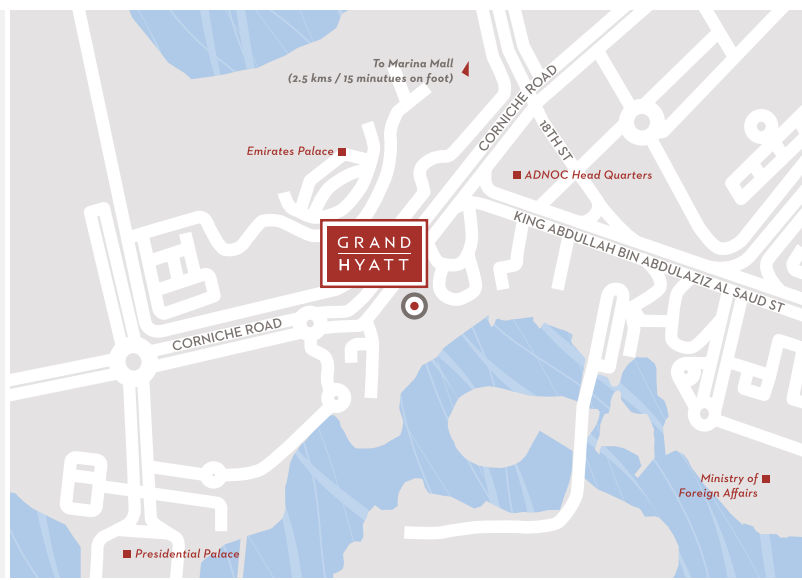 To Marina Mall
(2.5 kms / 15 minutues on foot)
CORNICHE ROAD
18TH ST
Emirates Palace
ADNOC Head Quarters
KING ABDULLAH BIN ABDULAZIZ AL SAUD ST
GRAND
HYATT
CORNICHE ROAD
Ministry of
Foreign Affairs
Presidential Palace